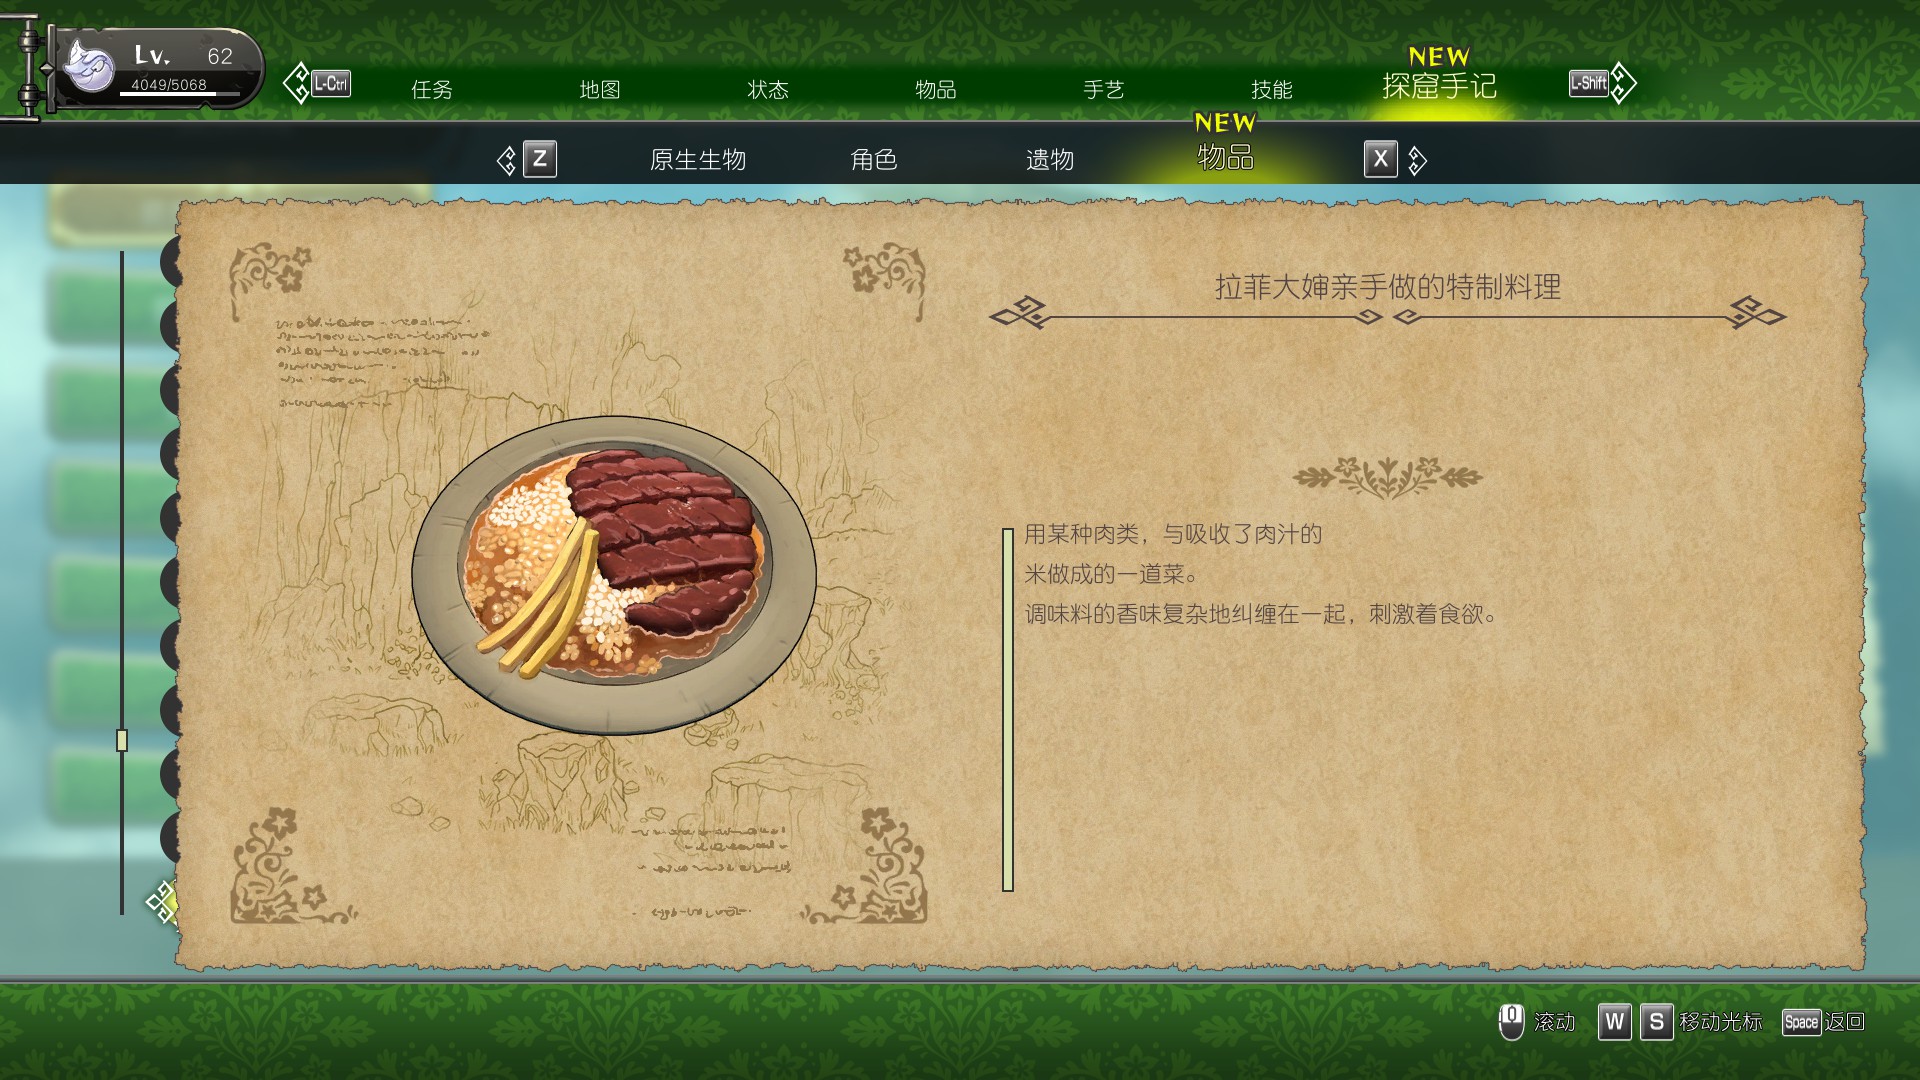 Lv. 62
4049/5068
L-Ctrl
任务
地图
状态
物品
手艺
技能
NEW
探窟手记
L-Shift
Z
原生生物
角色
遗物
NEW
物品
X
拉菲大婶亲手做的特制料理
用某种肉类，与吸收了肉汁的
米做成的一道菜。
调味料的香味复杂地纠缠在一起，刺激着食欲。
滚动
W S 移动光标
Space 返回